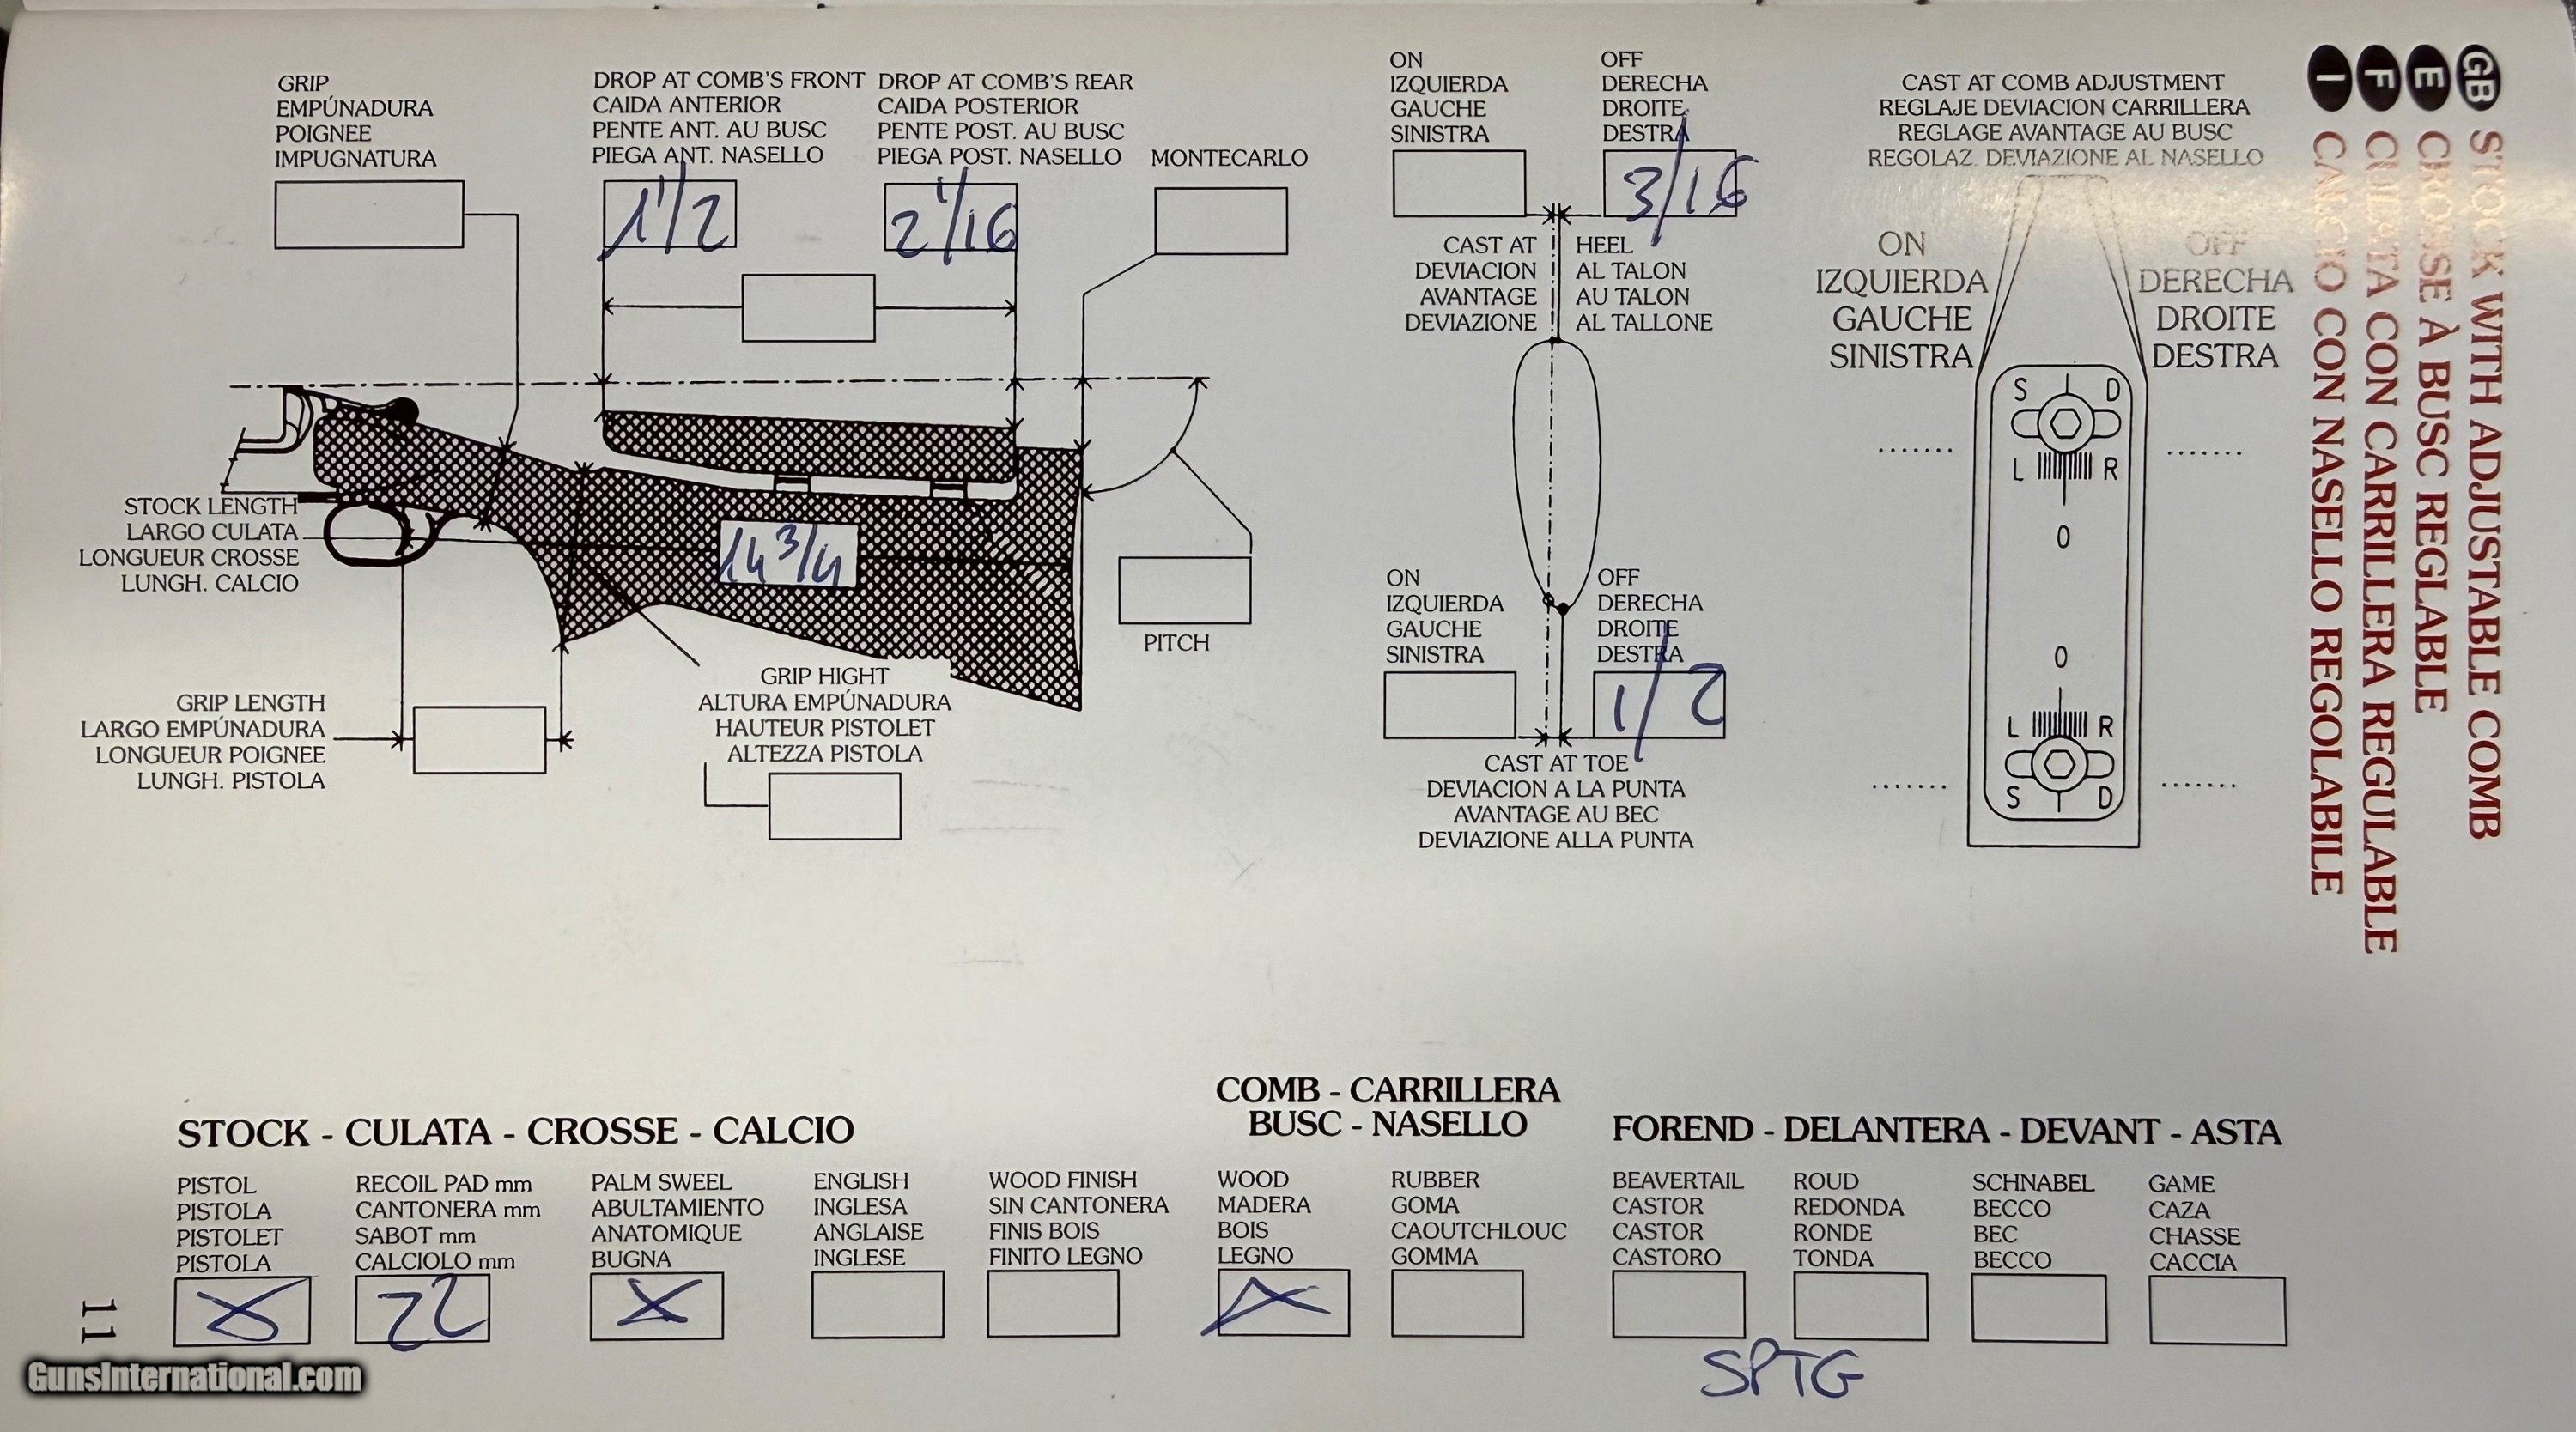 GRIP
EMPÚNADURA
POIGNEE
IMPUGNATURA
DROP AT COMB'S FRONT
CAIDA ANTERIOR
PENTE ANT. AU BUSC
PIEGA ANT. NASELLO
1 1/2
DROP AT COMB'S REAR
CAIDA POSTERIOR
PENTE POST. AU BUSC
PIEGA POST. NASELLO
2 1/16
MONTECARLO
STOCK LENGTH
LARGO CULATA
LONGUEUR CROSSE
LUNGH. CALCIO
14 3/4
PITCH
GRIP LENGTH
LARGO EMPÚNADURA
LONGUEUR POIGNEE
LUNGH. PISTOLA
GRIP HIGHT
ALTURA EMPÚNADURA
HAUTEUR PISTOLET
ALTEZZA PISTOLA
ON
IZQUIERDA
GAUCHE
SINISTRA
OFF
DERECHA
DROITE
DESTRA
3/16
CAST AT HEEL
DEVIACION AL TALON
AVANTAGE AU TALON
DEVIAZIONE AL TALLONE
ON
IZQUIERDA
GAUCHE
SINISTRA
OFF
DERECHA
DROITE
DESTRA
1/2
CAST AT TOE
DEVIACION A LA PUNTA
AVANTAGE AU BEC
DEVIAZIONE ALLA PUNTA
CAST AT COMB ADJUSTMENT
REGLAJE DEVIACION CARRILLERA
REGLAGE AVANTAGE AU BUSC
REGOLAZ. DEVIAZIONE AL NASELLO
ON
IZQUIERDA
GAUCHE
SINISTRA
OFF
DERECHA
DROITE
DESTRA
S D
L R
0
0
L R
S D
GB STOCK WITH ADJUSTABLE COMB
E CROSSE À BUSC REGLABLE
F CULATA CON CARRILLERA REGULABLE
I CALCIO CON NASELLO REGOLABILE
STOCK - CULATA - CROSSE - CALCIO
PISTOL
PISTOLA
PISTOLET
PISTOLA
X
RECOIL PAD mm
CANTONERA mm
SABOT mm
CALCIOLO mm
22
PALM SWEEL
ABULTAMIENTO
ANATOMIQUE
BUGNA
X
ENGLISH
INGLESA
ANGLAISE
INGLESE
WOOD FINISH
SIN CANTONERA
FINIS BOIS
FINITO LEGNO
COMB - CARRILLERA
BUSC - NASELLO
WOOD
MADERA
BOIS
LEGNO
X
RUBBER
GOMA
CAOUTCHLOUC
GOMMA
FOREND - DELANTERA - DEVANT - ASTA
BEAVERTAIL
CASTOR
CASTOR
CASTORO
ROUD
REDONDA
RONDE
TONDA
SCHNABEL
BECCO
BEC
BECCO
GAME
CAZA
CHASSE
CACCIA
SPTG
11
GunsInternational.com